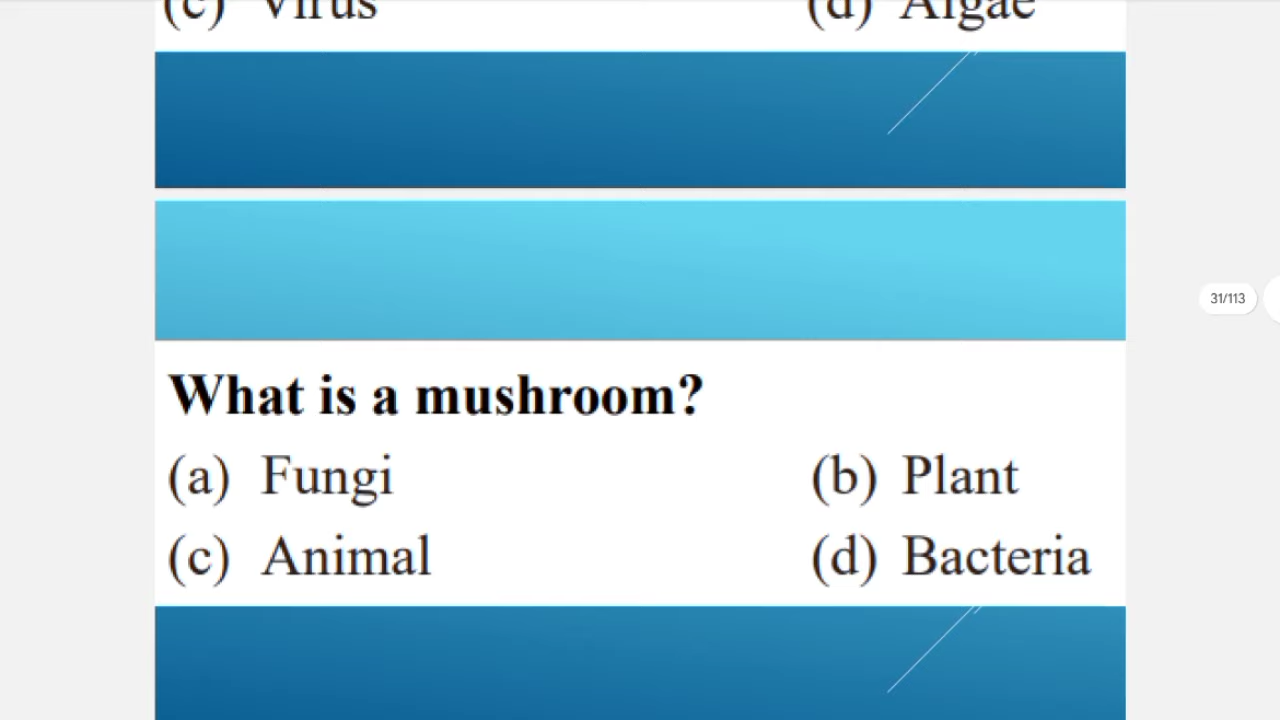 (c) Virus (d) Algae
31/113
What is a mushroom?
(a) Fungi (b) Plant
(c) Animal (d) Bacteria